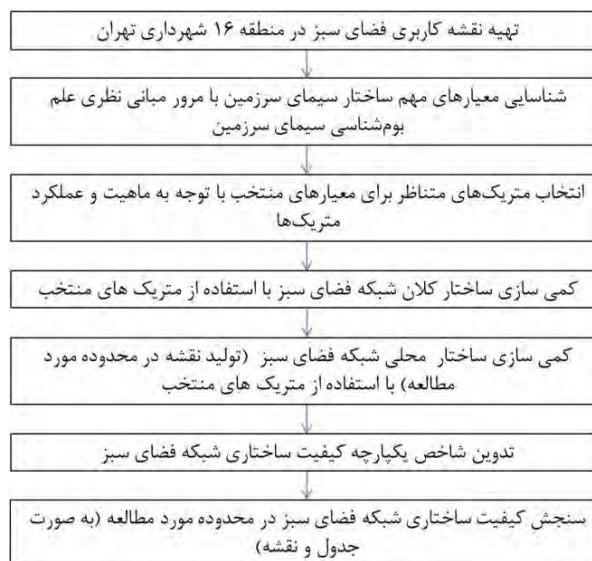 تهیه نقشه کاربری فضای سبز در منطقه ۱۶ شهرداری تهران
شناسایی معیارهای مهم ساختار سیمای سرزمین با مرور مبانی نظری علم
بوم‌شناسی سیمای سرزمین
انتخاب متریک‌های متناظر برای معیارهای منتخب با توجه به ماهیت و عملکرد
متریک‌ها
کمی سازی ساختار کلان شبکه فضای سبز با استفاده از متریک های منتخب
کمی سازی ساختار محلی شبکه فضای سبز (تولید نقشه در محدوده مورد
مطالعه) با استفاده از متریک های منتخب
تدوین شاخص یکپارچه کیفیت ساختاری شبکه فضای سبز
سنجش کیفیت ساختاری شبکه فضای سبز در محدوده مورد مطالعه (به صورت
جدول و نقشه)